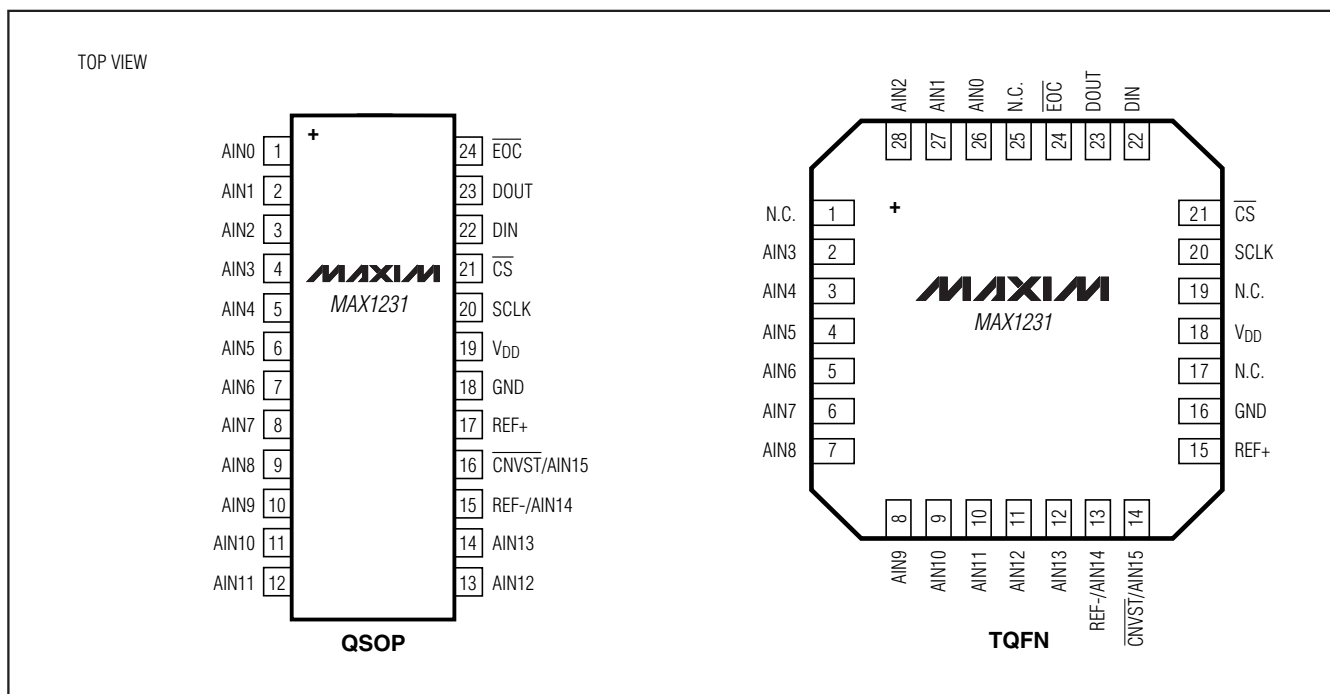 TOP VIEW
+
AIN0 1
AIN1 2
AIN2 3
AIN3 4
AIN4 5
AIN5 6
AIN6 7
AIN7 8
AIN8 9
AIN9 10
AIN10 11
AIN11 12
MAXIM
MAX1231
24 EOC
23 DOUT
22 DIN
21 CS
20 SCLK
19 VDD
18 GND
17 REF+
16 CNVST/AIN15
15 REF-/AIN14
14 AIN13
13 AIN12
QSOP
AIN2 28
AIN1 27
AIN0 26
N.C. 25
EOC 24
DOUT 23
DIN 22
+
N.C. 1
AIN3 2
AIN4 3
AIN5 4
AIN6 5
AIN7 6
AIN8 7
MAXIM
MAX1231
21 CS
20 SCLK
19 N.C.
18 VDD
17 N.C.
16 GND
15 REF+
8 AIN9
9 AIN10
10 AIN11
11 AIN12
12 AIN13
13 REF-/AIN14
14 CNVST/AIN15
TQFN